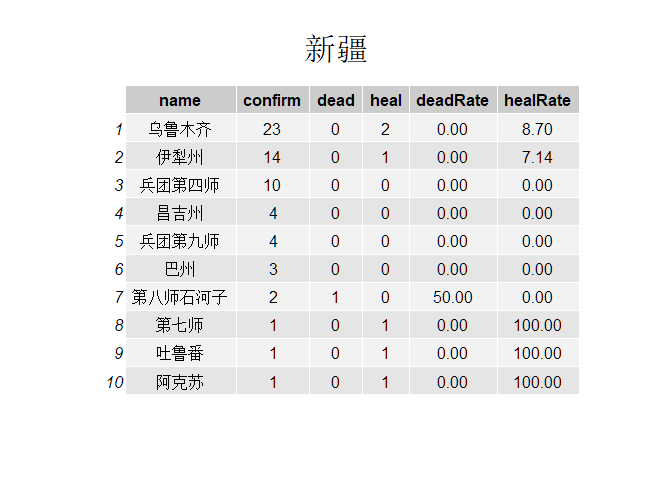 新疆
name confirm dead heal deadRate healRate
1 乌鲁木齐 23 0 2 0.00 8.70
2 伊犁州 14 0 1 0.00 7.14
3 兵团第四师 10 0 0 0.00 0.00
4 昌吉州 4 0 0 0.00 0.00
5 兵团第九师 4 0 0 0.00 0.00
6 巴州 3 0 0 0.00 0.00
7 第八师石河子 2 1 0 50.00 0.00
8 第七师 1 0 1 0.00 100.00
9 吐鲁番 1 0 1 0.00 100.00
10 阿克苏 1 0 1 0.00 100.00